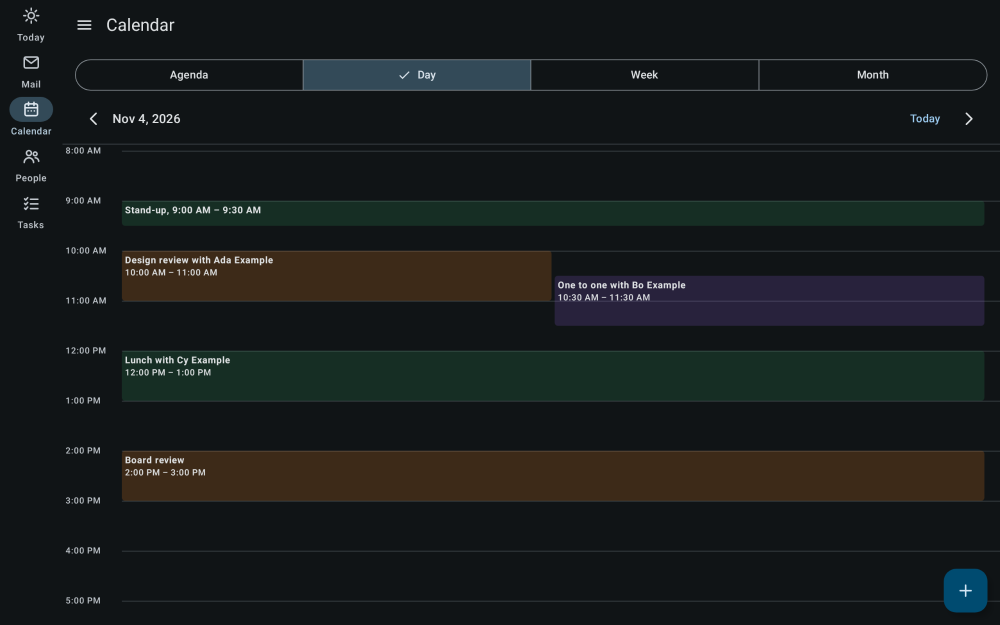 Today
Mail
Calendar
People
Tasks
Calendar
Agenda
Day
Week
Month
Nov 4, 2026
Today
8:00 AM
9:00 AM
Stand-up, 9:00 AM – 9:30 AM
10:00 AM
Design review with Ada Example
10:00 AM – 11:00 AM
One to one with Bo Example
10:30 AM – 11:30 AM
11:00 AM
12:00 PM
Lunch with Cy Example
12:00 PM – 1:00 PM
1:00 PM
2:00 PM
Board review
2:00 PM – 3:00 PM
3:00 PM
4:00 PM
5:00 PM